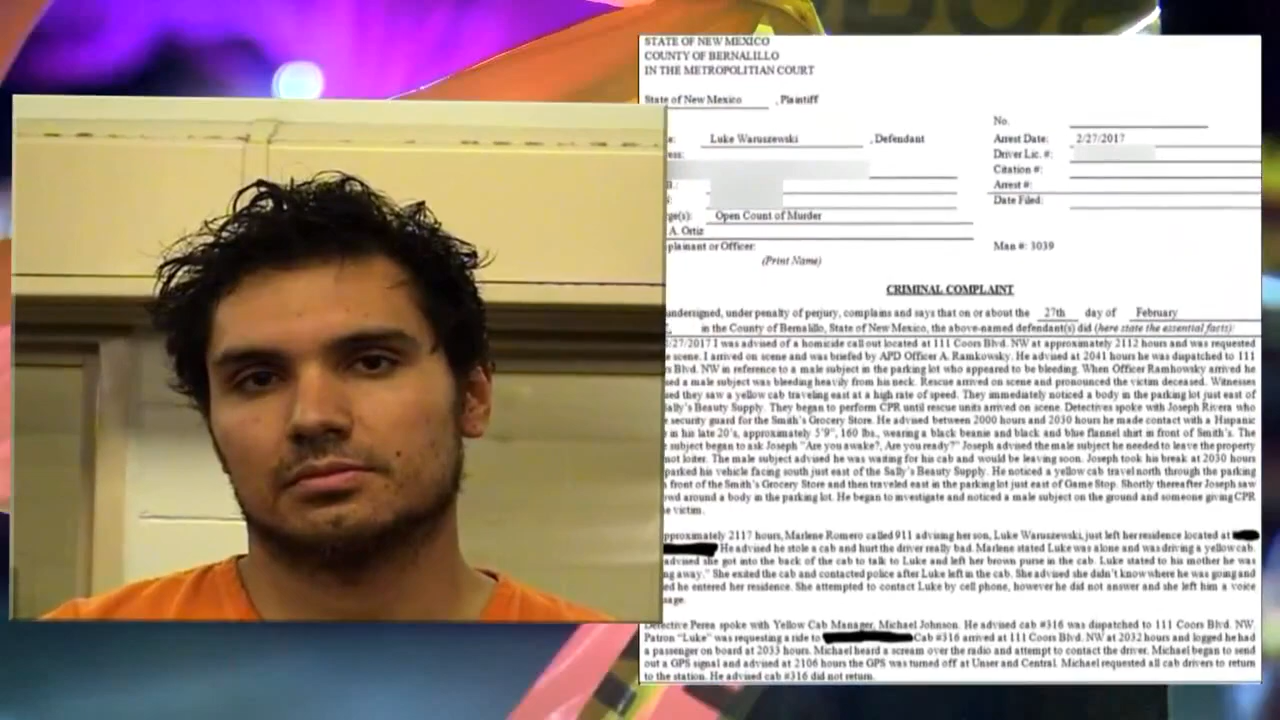 STATE OF NEW MEXICO
COUNTY OF BERNALILLO
IN THE METROPOLITIAN COURT
State of New Mexico , Plaintiff
No.
e: Luke Waruszewski , Defendant Arrest Date: 2/27/2017
ess: Driver Lic. #:
Citation #:
B.: Arrest #:
Date Filed:
ge(s): Open Count of Murder
A. Ortiz
plainant or Officer: Man #: 3039
(Print Name)
CRIMINAL COMPLAINT
undersigned, under penalty of perjury, complains and says that on or about the 27th day of February
in the County of Bernalillo, State of New Mexico, the above-named defendant(s) did (here state the essential facts):
/27/2017 I was advised of a homicide call out located at 111 Coors Blvd. NW at approximately 2112 hours and was requested
scene. I arrived on scene and was briefed by APD Officer A. Ramkowsky. He advised at 2041 hours he was dispatched to 111
s Blvd. NW in reference to a male subject in the parking lot who appeared to be bleeding. When Officer Ramhowsky arrived he
sed a male subject was bleeding heavily from his neck. Rescue arrived on scene and pronounced the victim deceased. Witnesses
ed they saw a yellow cab traveling east at a high rate of speed. They immediately noticed a body in the parking lot just east of
ally's Beauty Supply. They began to perform CPR until rescue units arrived on scene. Detectives spoke with Joseph Rivera who
security guard for the Smith's Grocery Store. He advised between 2000 hours and 2030 hours he made contact with a Hispanic
in his late 20's, approximately 5'9", 160 lbs., wearing a black beanie and black and blue flannel shirt in front of Smith's. The
subject began to ask Joseph "Are you awake?, Are you ready?" Joseph advised the male subject he needed to leave the property
not loiter. The male subject advised he was waiting for his cab and would be leaving soon. Joseph took his break at 2030 hours
parked his vehicle facing south just east of the Sally's Beauty Supply. He noticed a yellow cab travel north through the parking
front of the Smith's Grocery Store and then traveled east in the parking lot just east of Game Stop. Shortly thereafter Joseph saw
wd around a body in the parking lot. He began to investigate and noticed a male subject on the ground and someone giving CPR
e victim.
pproximately 2117 hours, Marlene Romero called 911 advising her son, Luke Waruszewski, just left her residence located at
He advised he stole a cab and hurt the driver really bad. Marlene stated Luke was alone and was driving a yellow cab.
advised she got into the back of the cab to talk to Luke and left her brown purse in the cab. Luke stated to his mother he was
ng away." She exited the cab and contacted police after Luke left in the cab. She advised she didn't know where he was going and
ed he entered her residence. She attempted to contact Luke by cell phone, however he did not answer and she left him a voice
sage.
Detective Perea spoke with Yellow Cab Manager, Michael Johnson. He advised cab #316 was dispatched to 111 Coors Blvd. NW.
Patron "Luke" was requesting a ride to Cab #316 arrived at 111 Coors Blvd. NW at 2032 hours and logged he had
a passenger on board at 2033 hours. Michael heard a scream over the radio and attempt to contact the driver. Michael began to send
out a GPS signal and advised at 2106 hours the GPS was turned off at Unser and Central. Michael requested all cab drivers to return
to the station. He advised cab #316 did not return.